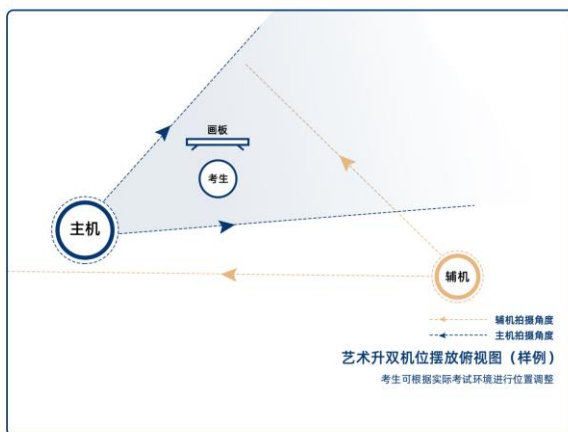 画板
考生
主机
辅机
辅机拍摄角度
主机拍摄角度
艺术升双机位摆放俯视图（样例）
考生可根据实际考试环境进行位置调整